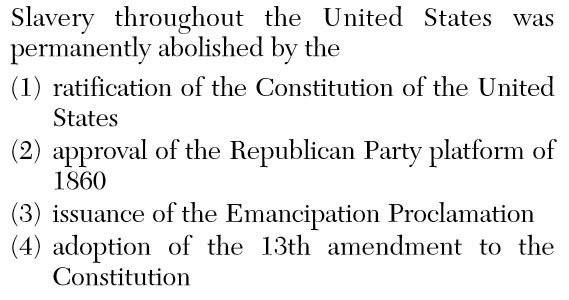 Slavery throughout the United States was
permanently abolished by the
(1) ratification of the Constitution of the United
States
(2) approval of the Republican Party platform of
1860
(3) issuance of the Emancipation Proclamation
(4) adoption of the 13th amendment to the
Constitution